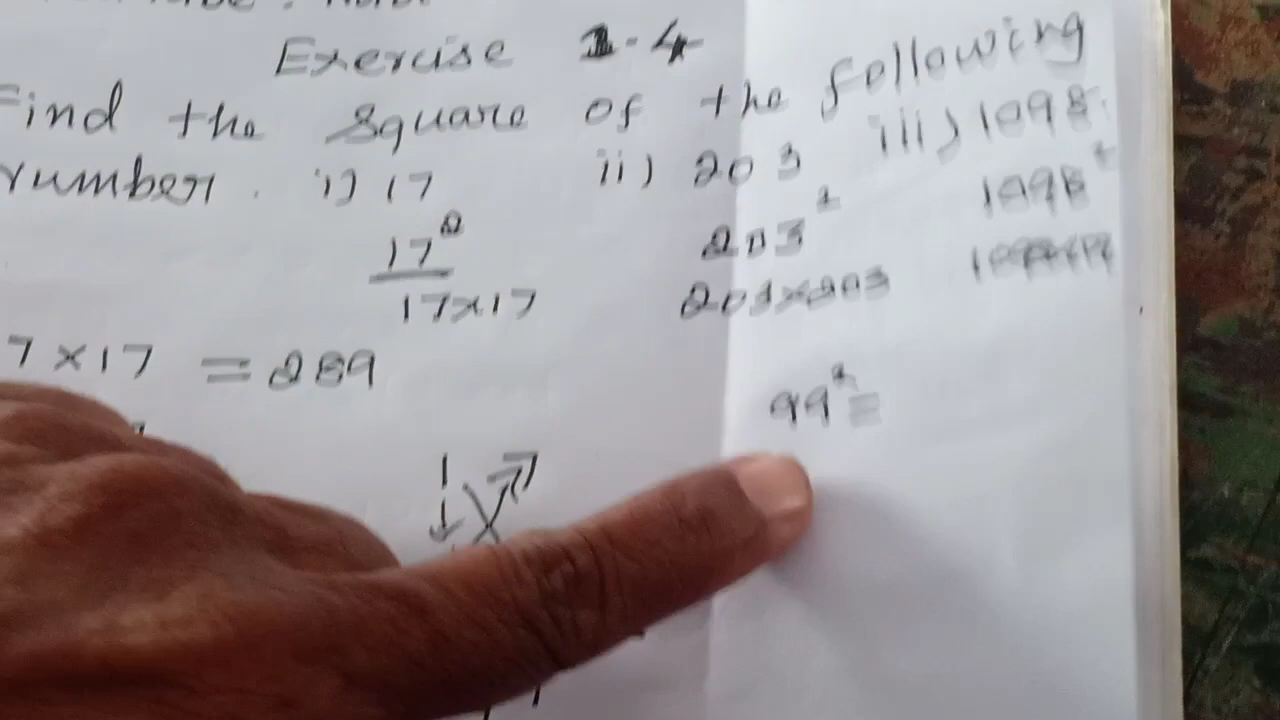 Exercise 1.4
Find the square of the following
number. i) 17 ii) 203 iii) 1098.
17² 203² 1098²
17×17 203×203
7×17 = 289
99² =